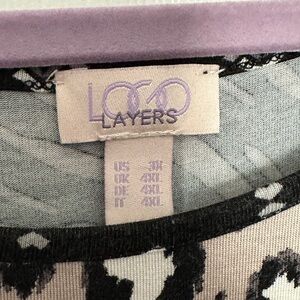 LOGO
LAYERS
US 3X
UK 4XL
DE 4XL
IT 4XL